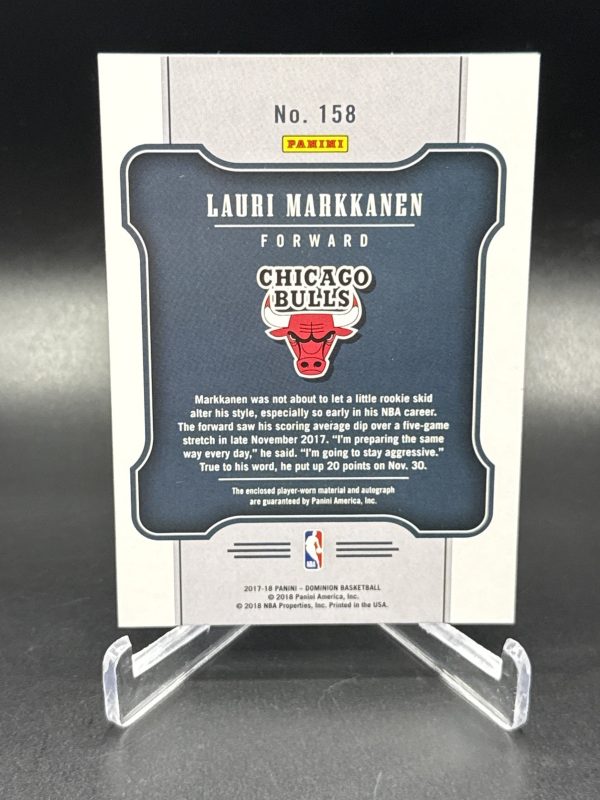 No. 158
PANINI
LAURI MARKKANEN
FORWARD
CHICAGO
BULLS
Markkanen was not about to let a little rookie skid
alter his style, especially so early in his NBA career.
The forward saw his scoring average dip over a five-game
stretch in late November 2017. “I’m preparing the same
way every day,” he said. “I’m going to stay aggressive.”
True to his word, he put up 20 points on Nov. 30.
The enclosed player-worn material and autograph
are guaranteed by Panini America, Inc.
NBA
2017-18 PANINI – DOMINION BASKETBALL
© 2018 Panini America, Inc.
© 2018 NBA Properties, Inc. Printed in the USA.